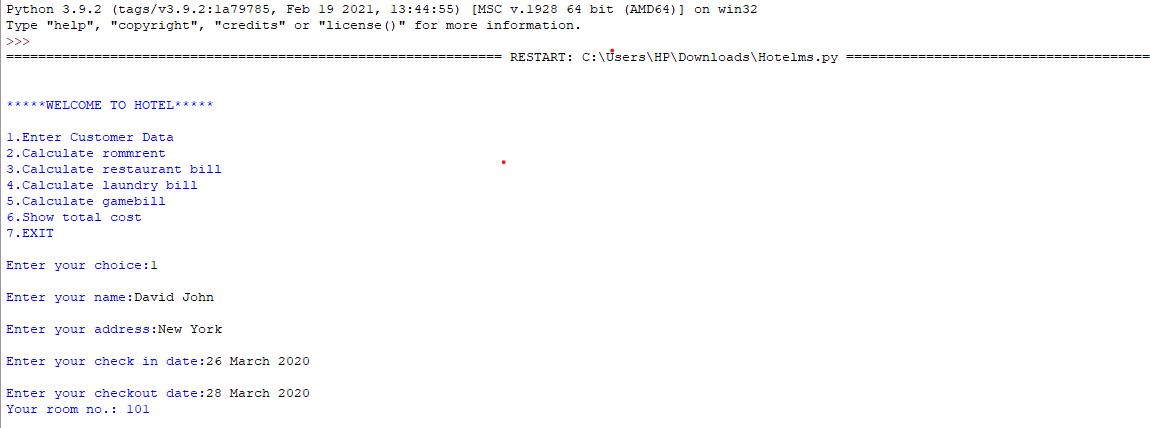 Python 3.9.2 (tags/v3.9.2:1a79785, Feb 19 2021, 13:44:55) [MSC v.1928 64 bit (AMD64)] on win32
Type "help", "copyright", "credits" or "license()" for more information.
>>>
============================================================== RESTART: C:\Users\HP\Downloads\Hotelms.py ======================================
*****WELCOME TO HOTEL*****
1.Enter Customer Data
2.Calculate rommrent
3.Calculate restaurant bill
4.Calculate laundry bill
5.Calculate gamebill
6.Show total cost
7.EXIT
Enter your choice:1
Enter your name:David John
Enter your address:New York
Enter your check in date:26 March 2020
Enter your checkout date:28 March 2020
Your room no.: 101